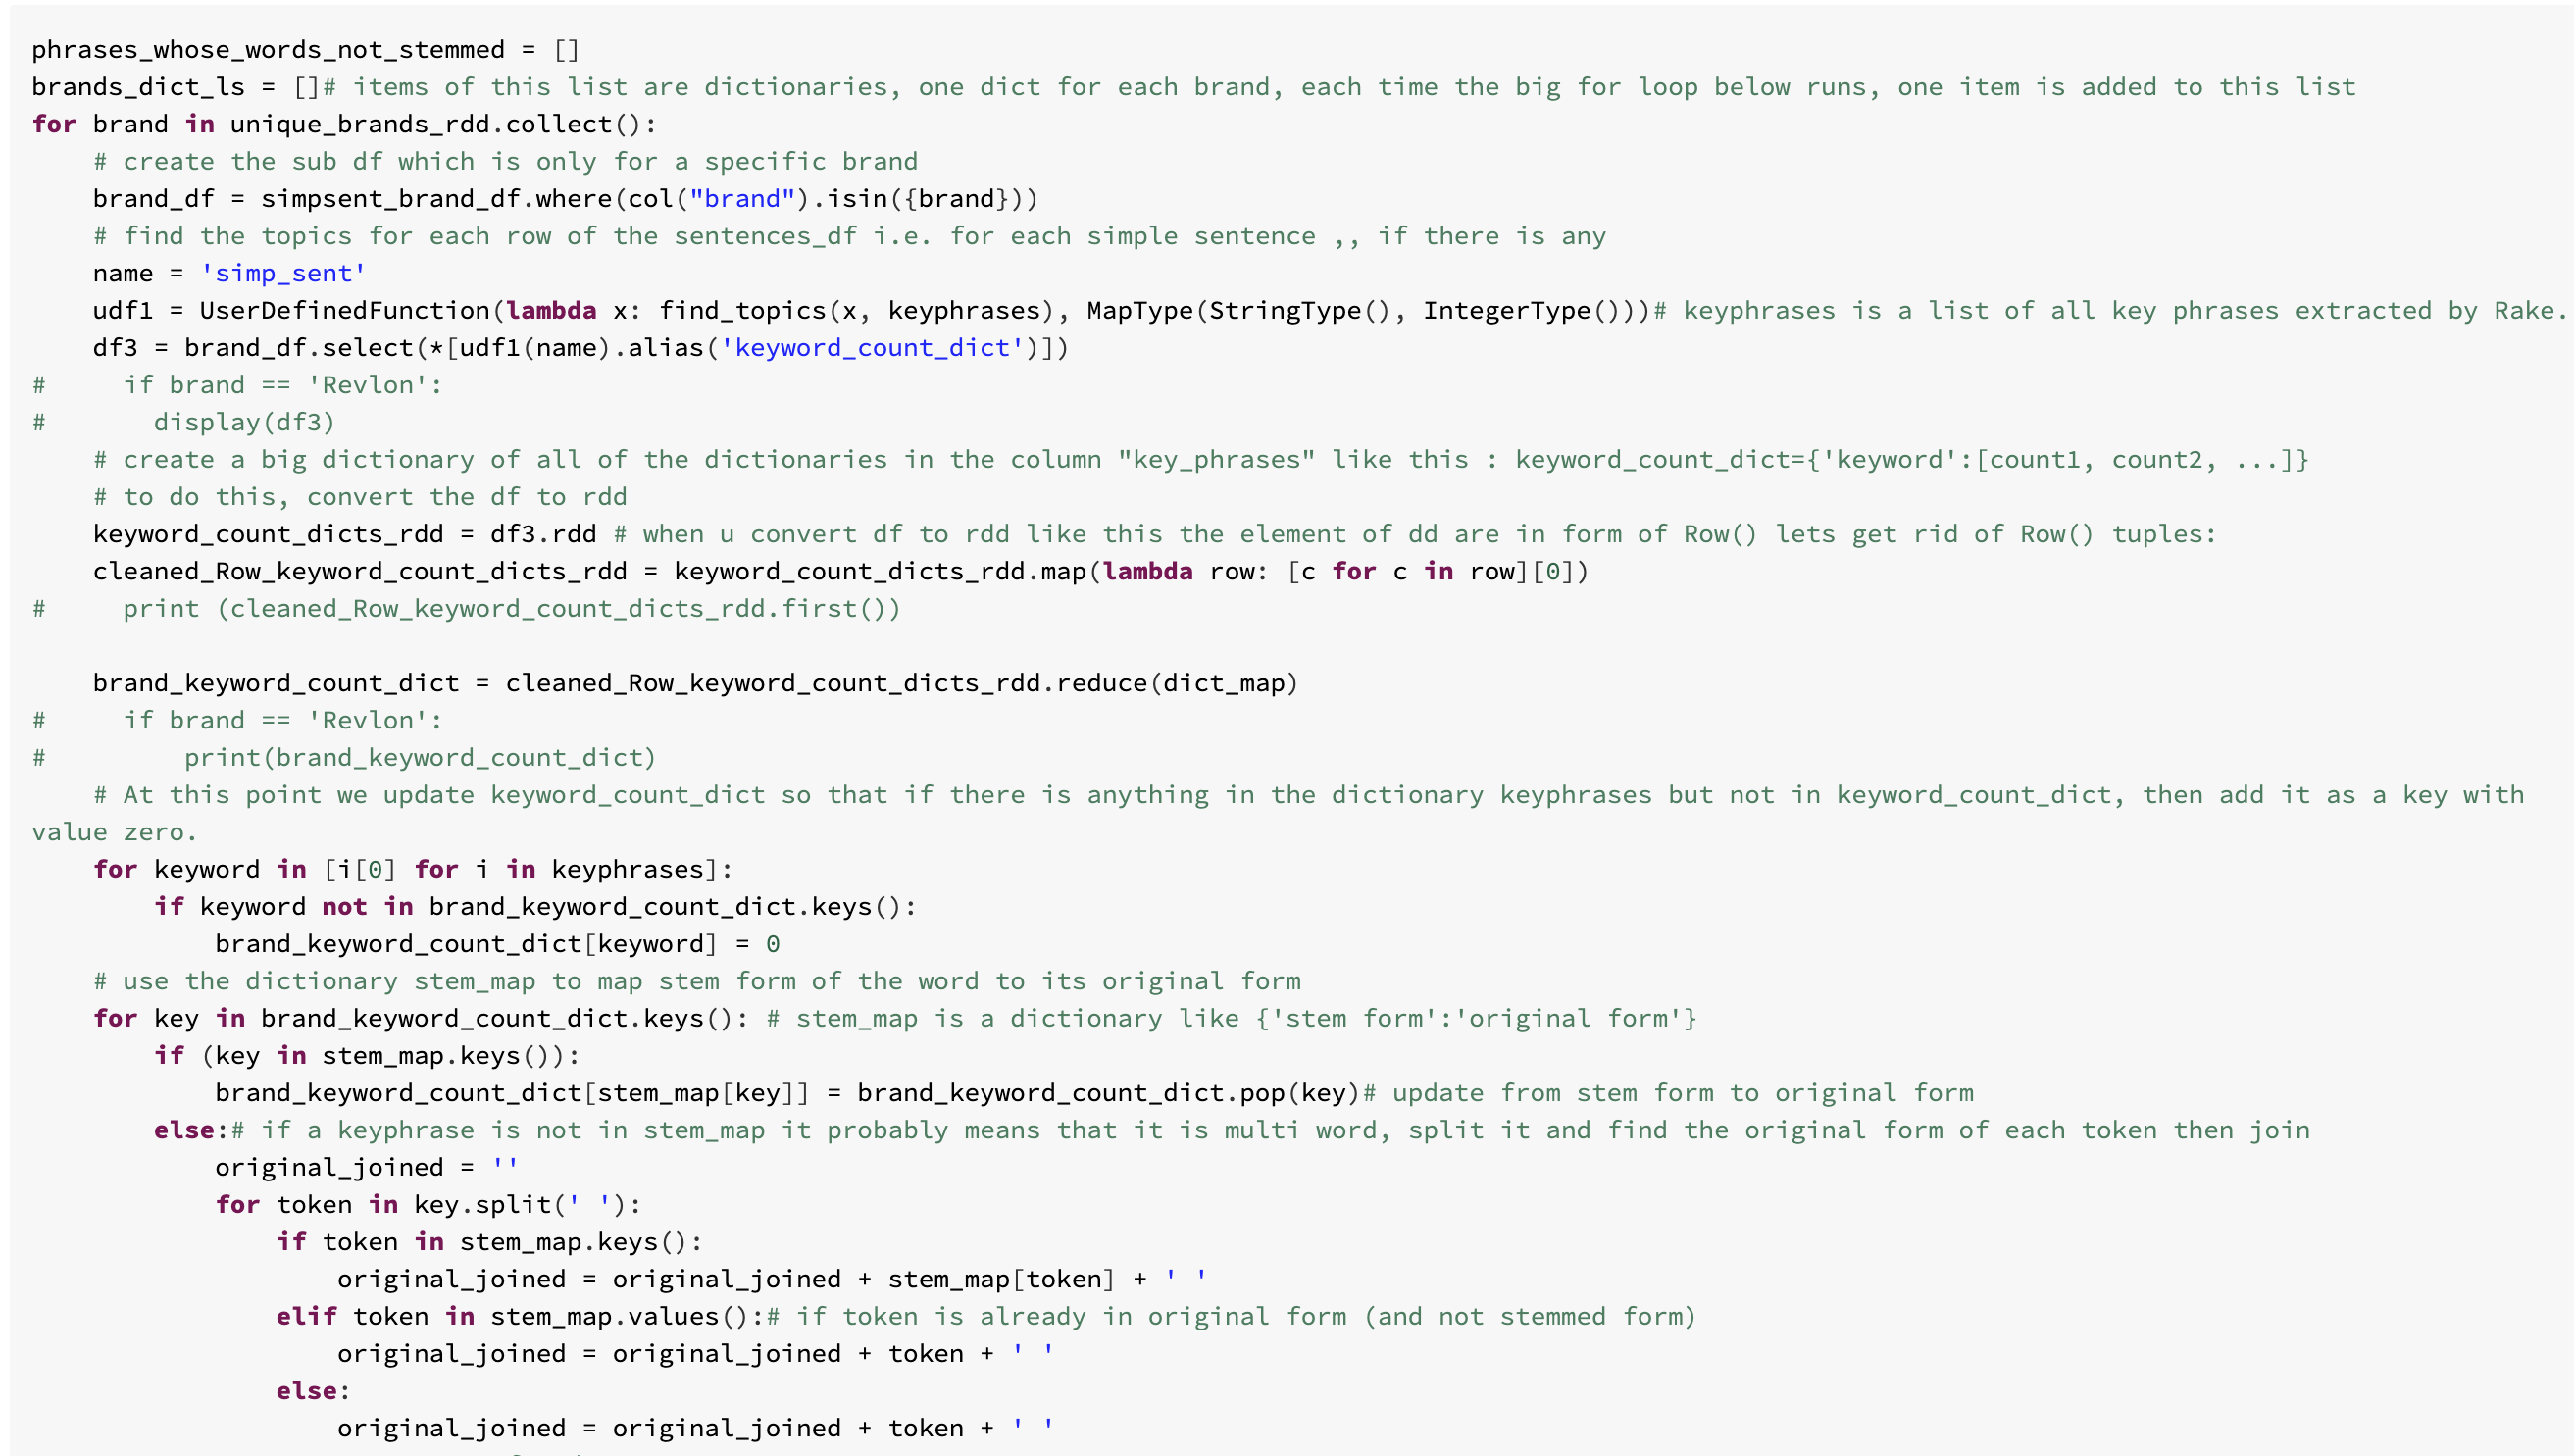 phrases_whose_words_not_stemmed = []
brands_dict_ls = []# items of this list are dictionaries, one dict for each brand, each time the big for loop below runs, one item is added to this list
for brand in unique_brands_rdd.collect():
    # create the sub df which is only for a specific brand
    brand_df = simpsent_brand_df.where(col("brand").isin({brand}))
    # find the topics for each row of the sentences_df i.e. for each simple sentence ,, if there is any
    name = 'simp_sent'
    udf1 = UserDefinedFunction(lambda x: find_topics(x, keyphrases), MapType(StringType(), IntegerType()))# keyphrases is a list of all key phrases extracted by Rake.
    df3 = brand_df.select(*[udf1(name).alias('keyword_count_dict')])
#     if brand == 'Revlon':
#       display(df3)
    # create a big dictionary of all of the dictionaries in the column "key_phrases" like this : keyword_count_dict={'keyword':[count1, count2, ...]}
    # to do this, convert the df to rdd
    keyword_count_dicts_rdd = df3.rdd # when u convert df to rdd like this the element of dd are in form of Row() lets get rid of Row() tuples:
    cleaned_Row_keyword_count_dicts_rdd = keyword_count_dicts_rdd.map(lambda row: [c for c in row][0])
#     print (cleaned_Row_keyword_count_dicts_rdd.first())

    brand_keyword_count_dict = cleaned_Row_keyword_count_dicts_rdd.reduce(dict_map)
#     if brand == 'Revlon':
#         print(brand_keyword_count_dict)
    # At this point we update keyword_count_dict so that if there is anything in the dictionary keyphrases but not in keyword_count_dict, then add it as a key with
value zero.
    for keyword in [i[0] for i in keyphrases]:
        if keyword not in brand_keyword_count_dict.keys():
            brand_keyword_count_dict[keyword] = 0
    # use the dictionary stem_map to map stem form of the word to its original form
    for key in brand_keyword_count_dict.keys(): # stem_map is a dictionary like {'stem form':'original form'}
        if (key in stem_map.keys()):
            brand_keyword_count_dict[stem_map[key]] = brand_keyword_count_dict.pop(key)# update from stem form to original form
        else:# if a keyphrase is not in stem_map it probably means that it is multi word, split it and find the original form of each token then join
            original_joined = ''
            for token in key.split(' '):
                if token in stem_map.keys():
                    original_joined = original_joined + stem_map[token] + ' '
                elif token in stem_map.values():# if token is already in original form (and not stemmed form)
                    original_joined = original_joined + token + ' '
                else:
                    original_joined = original_joined + token + ' '